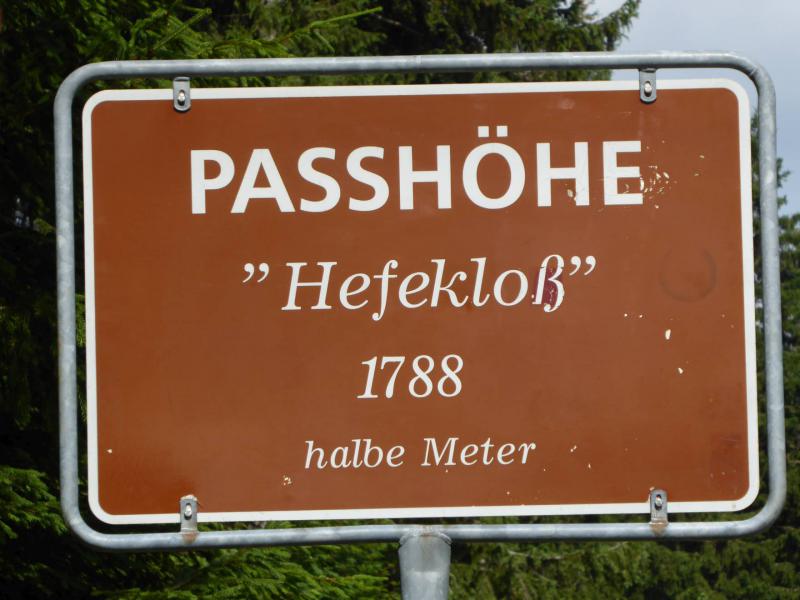 PASSHÖHE
”Hefekloß”
1788
halbe Meter